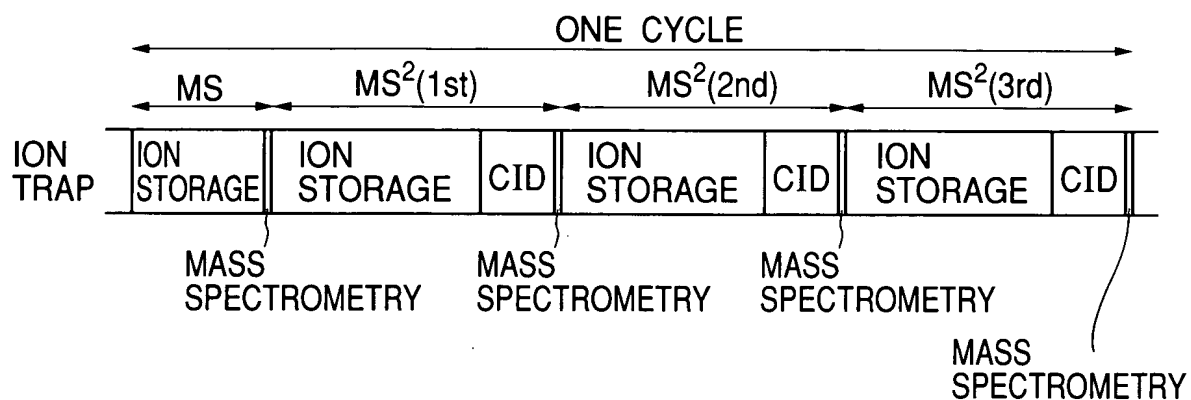 ONE CYCLE
MS
MS²(1st)
MS²(2nd)
MS²(3rd)
ION
TRAP
ION
STORAGE
ION
STORAGE
CID
ION
STORAGE
CID
ION
STORAGE
CID
MASS
SPECTROMETRY
MASS
SPECTROMETRY
MASS
SPECTROMETRY
MASS
SPECTROMETRY